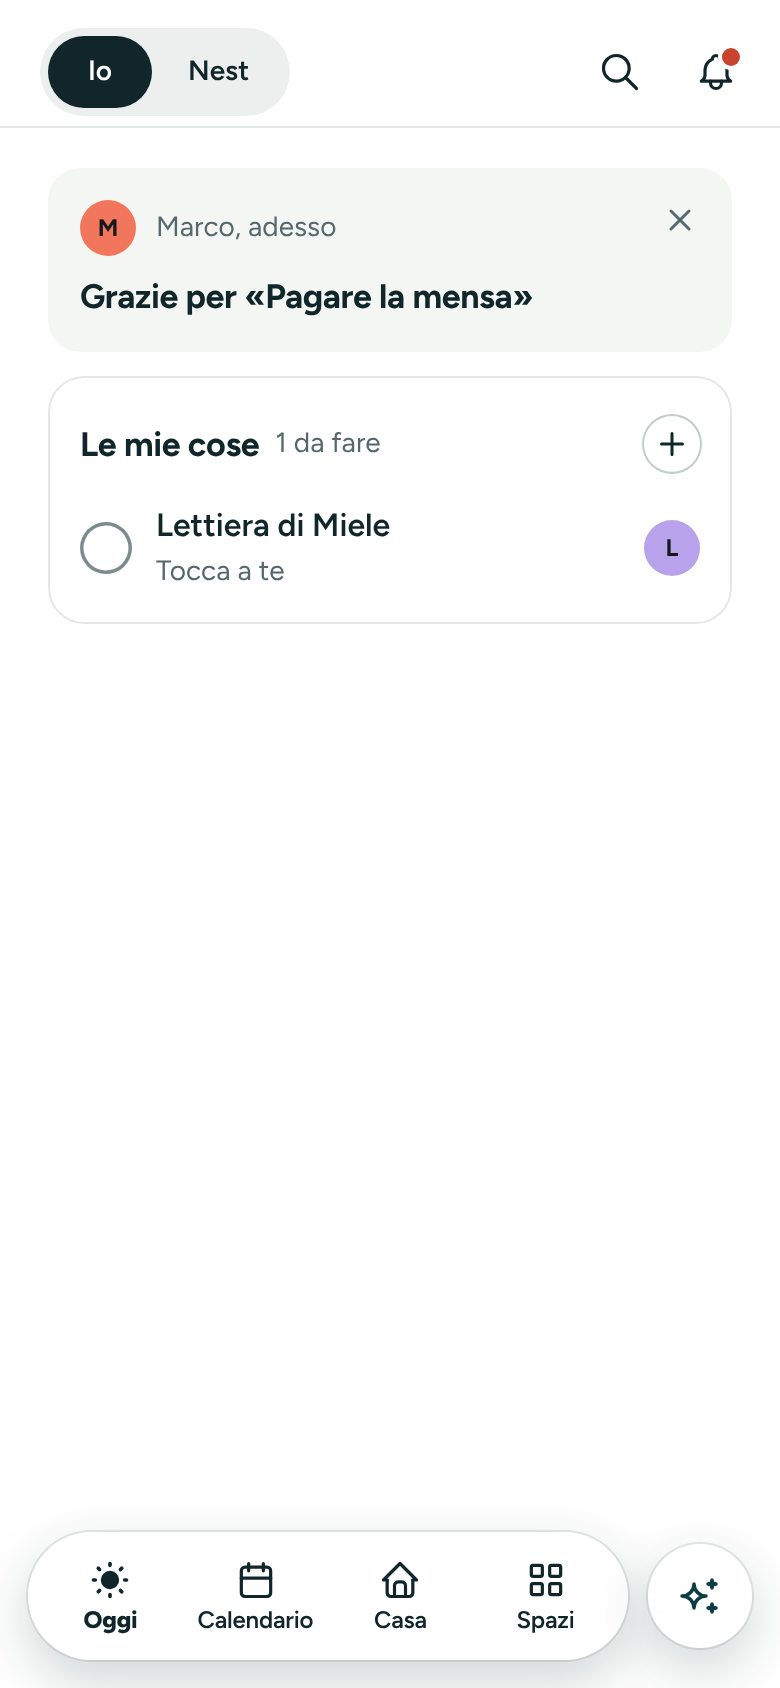 Io Nest
M Marco, adesso
Grazie per «Pagare la mensa»
Le mie cose 1 da fare
Lettiera di Miele
Tocca a te
L
Oggi Calendario Casa Spazi